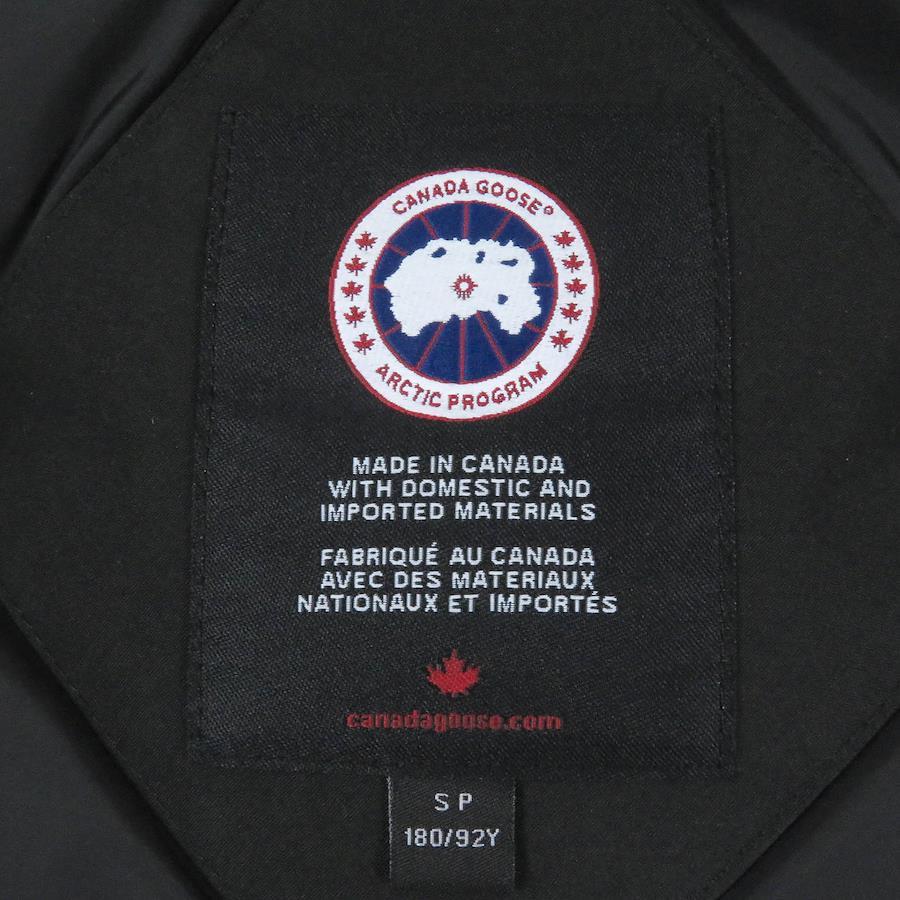 CANADA GOOSE®
ARCTIC PROGRAM
MADE IN CANADA
WITH DOMESTIC AND
IMPORTED MATERIALS
FABRIQUÉ AU CANADA
AVEC DES MATERIAUX
NATIONAUX ET IMPORTÉS
canadagoose.com
S P
180/92Y